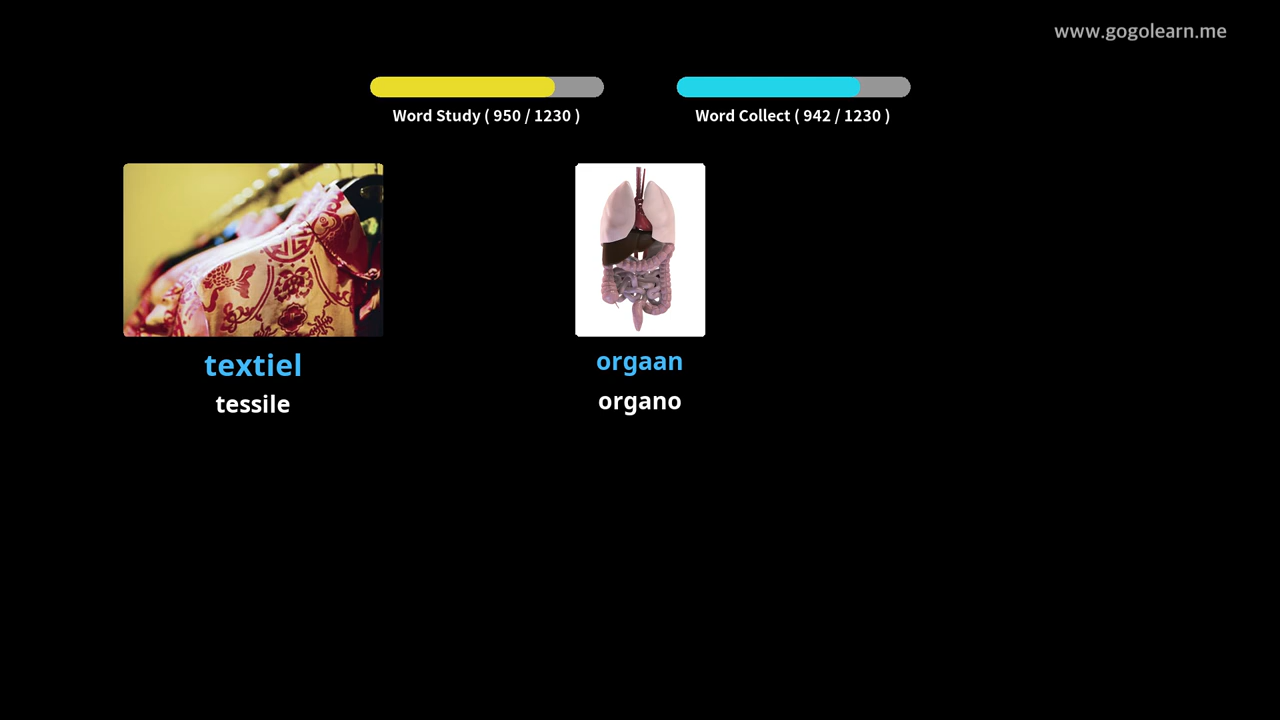 www.gogolearn.me
Word Study ( 950 / 1230 )
Word Collect ( 942 / 1230 )
textiel
tessile
orgaan
organo